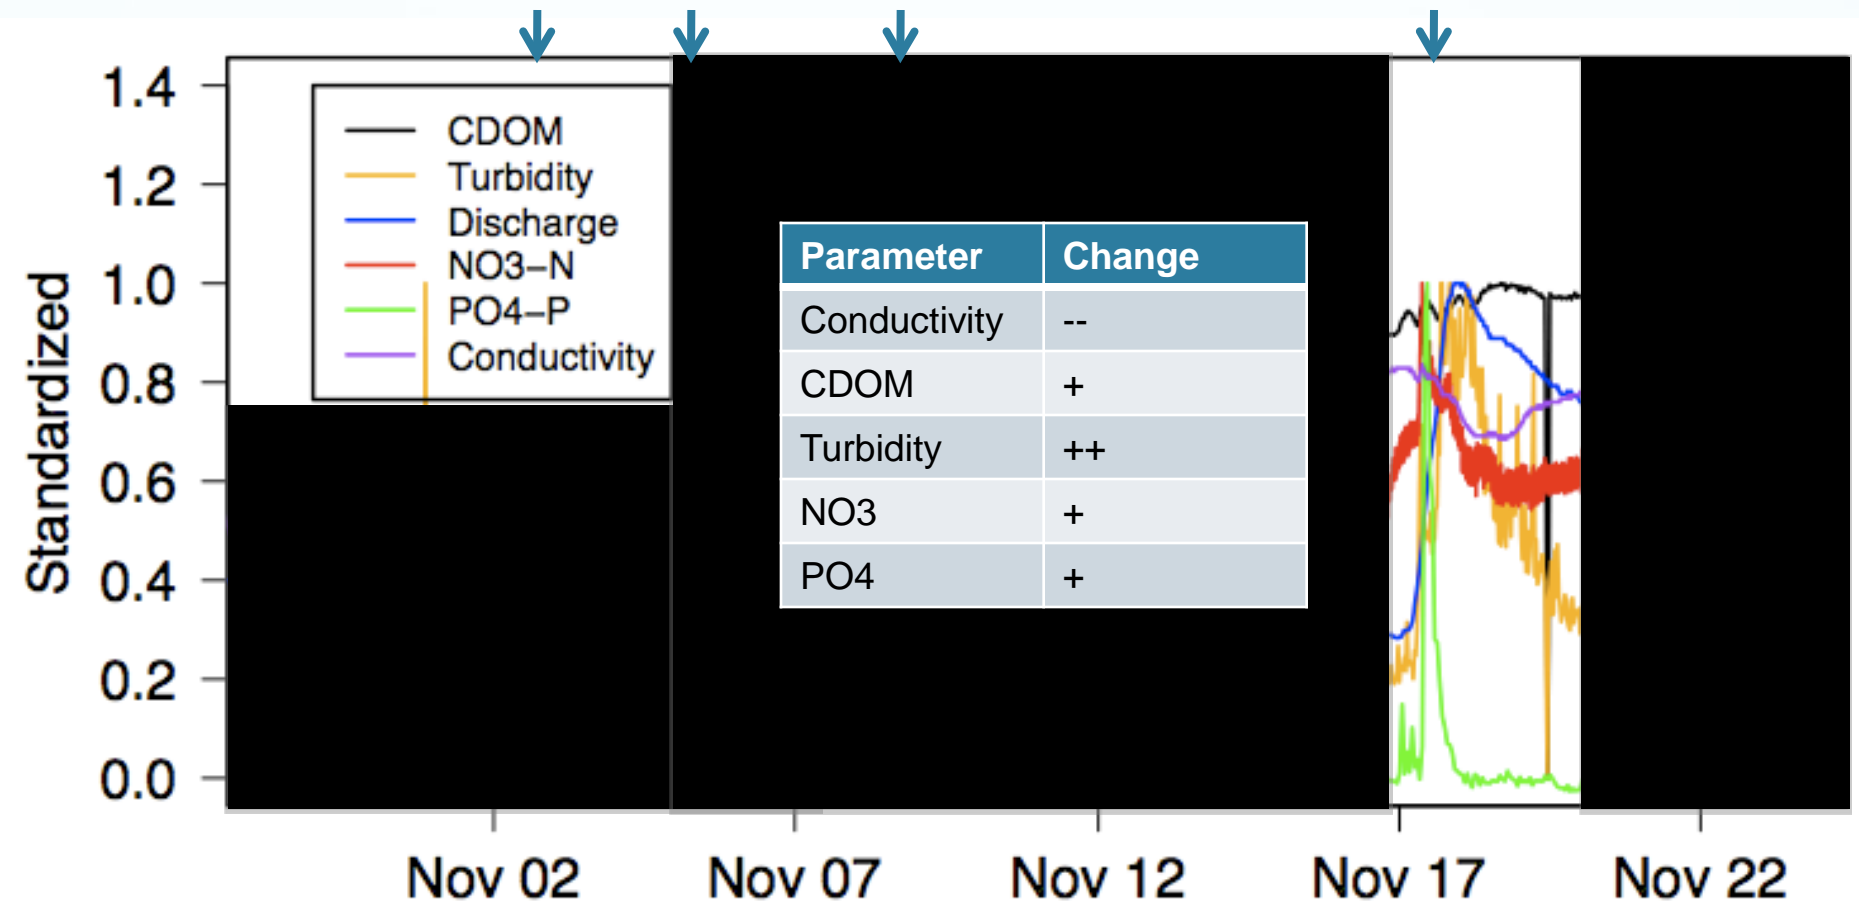 1.4
1.2
1.0
0.8
0.6
0.4
0.2
0.0
Standardized
CDOM
Turbidity
Discharge
NO3–N
PO4–P
Conductivity
Parameter Change
Conductivity --
CDOM +
Turbidity ++
NO3 +
PO4 +
Nov 02 Nov 07 Nov 12 Nov 17 Nov 22